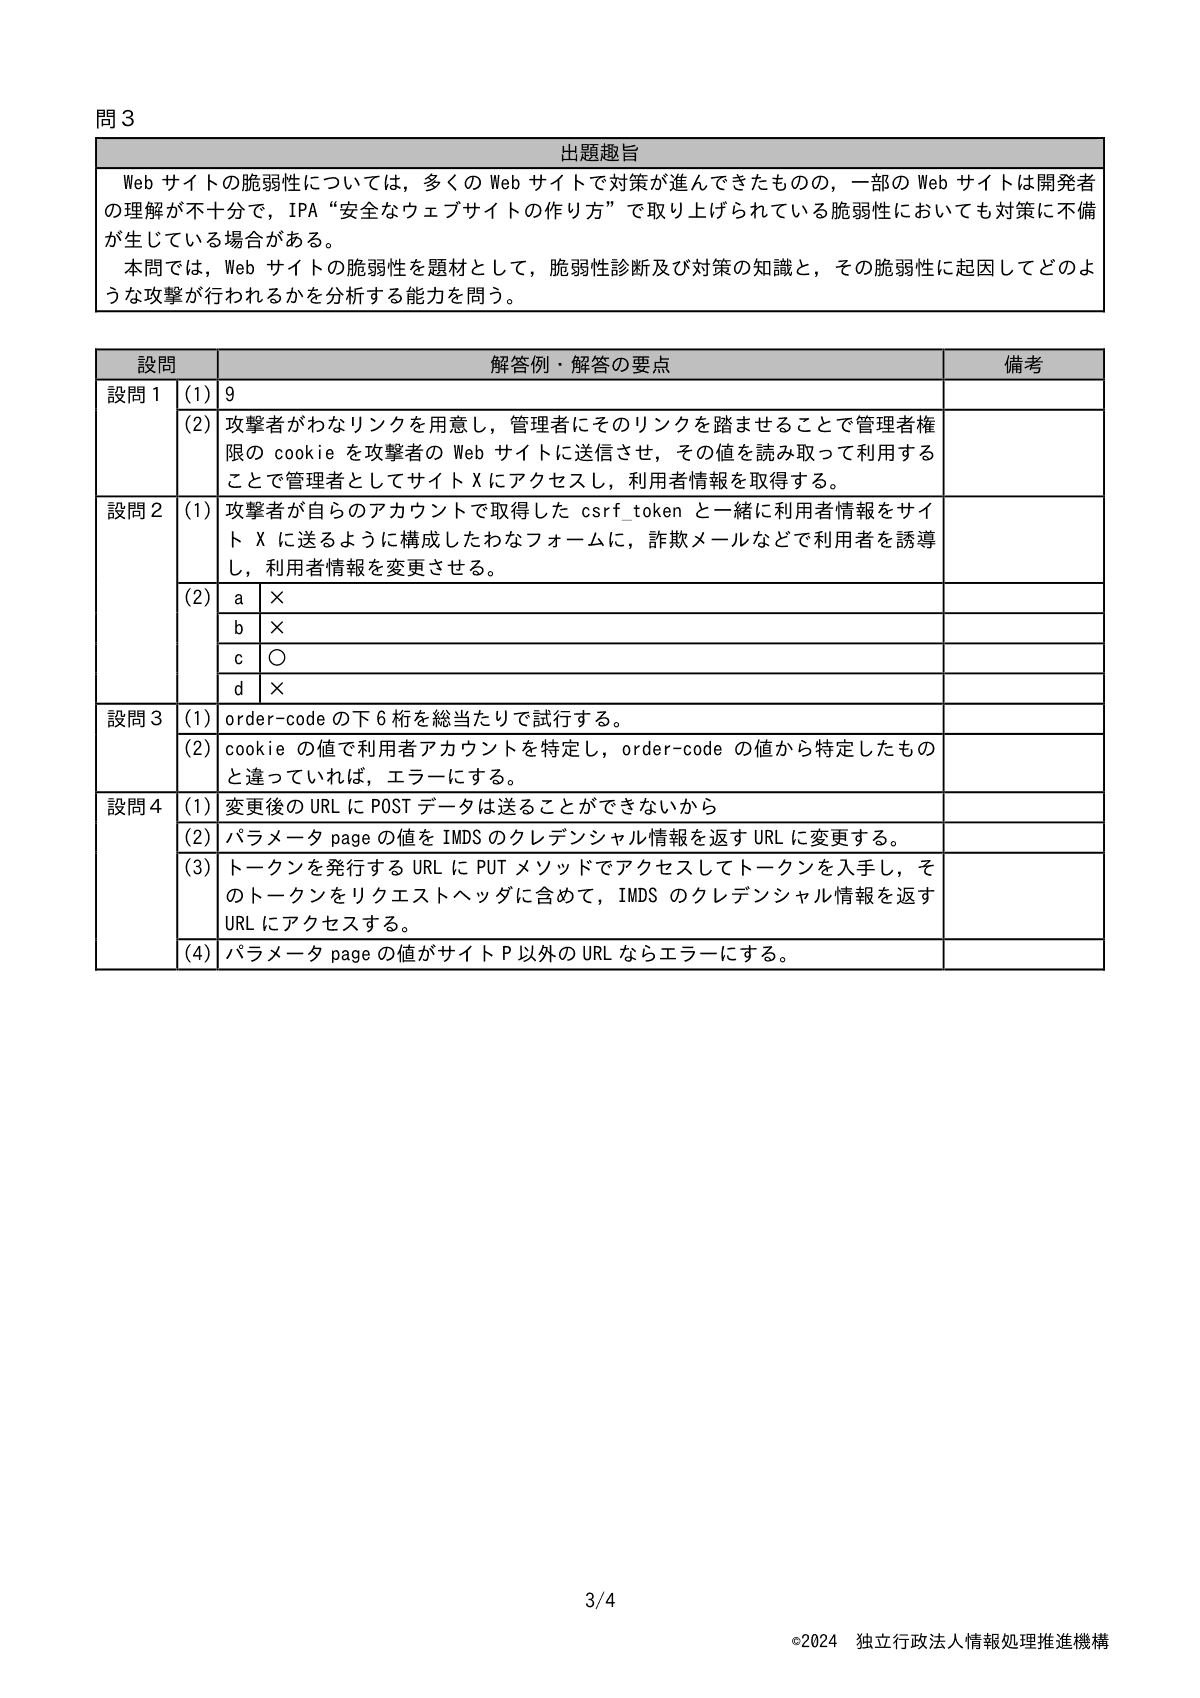 問３
出題趣旨
Web サイトの脆弱性については，多くの Web サイトで対策が進んできたものの，一部の Web サイトは開発者
の理解が不十分で，IPA “安全なウェブサイトの作り方” で取り上げられている脆弱性においても対策に不備
が生じている場合がある。
本問では，Web サイトの脆弱性を題材として，脆弱性診断及び対策の知識と，その脆弱性に起因してどのよ
うな攻撃が行われるかを分析する能力を問う。
設問 解答例・解答の要点 備考
設問１ (1) 9
(2) 攻撃者がわなリンクを用意し，管理者にそのリンクを踏ませることで管理者権
限の cookie を攻撃者の Web サイトに送信させ，その値を読み取って利用する
ことで管理者としてサイト X にアクセスし，利用者情報を取得する。
設問２ (1) 攻撃者が自らのアカウントで取得した csrf_token と一緒に利用者情報をサイ
ト X に送るように構成したわなフォームに，詐欺メールなどで利用者を誘導
し，利用者情報を変更させる。
(2) a ×
b ×
c ○
d ×
設問３ (1) order-code の下 6 桁を総当たりで試行する。
(2) cookie の値で利用者アカウントを特定し，order-code の値から特定したもの
と違っていれば，エラーにする。
設問４ (1) 変更後の URL に POST データは送ることができないから
(2) パラメータ page の値を IMDS のクレデンシャル情報を返す URL に変更する。
(3) トークンを発行する URL に PUT メソッドでアクセスしてトークンを入手し，そ
のトークンをリクエストヘッダに含めて，IMDS のクレデンシャル情報を返す
URL にアクセスする。
(4) パラメータ page の値がサイト P 以外の URL ならエラーにする。
3/4
©2024　独立行政法人情報処理推進機構